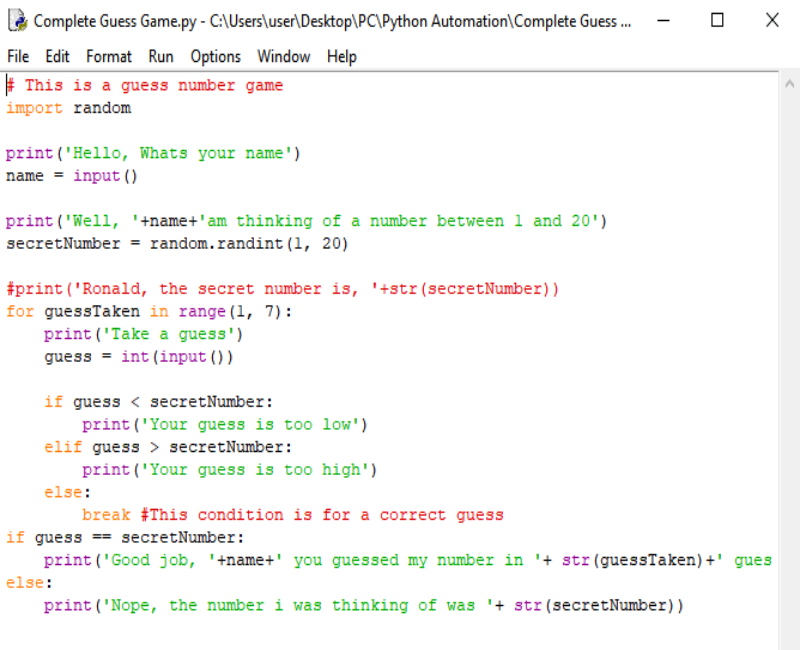 Complete Guess Game.py - C:\Users\user\Desktop\PC\Python Automation\Complete Guess ...
File Edit Format Run Options Window Help
# This is a guess number game
import random
print('Hello, Whats your name')
name = input()
print('Well, '+name+'am thinking of a number between 1 and 20')
secretNumber = random.randint(1, 20)
#print('Ronald, the secret number is, '+str(secretNumber))
for guessTaken in range(1, 7):
    print('Take a guess')
    guess = int(input())
    if guess < secretNumber:
        print('Your guess is too low')
    elif guess > secretNumber:
        print('Your guess is too high')
    else:
        break #This condition is for a correct guess
if guess == secretNumber:
    print('Good job, '+name+' you guessed my number in '+ str(guessTaken)+' gues
else:
    print('Nope, the number i was thinking of was '+ str(secretNumber))